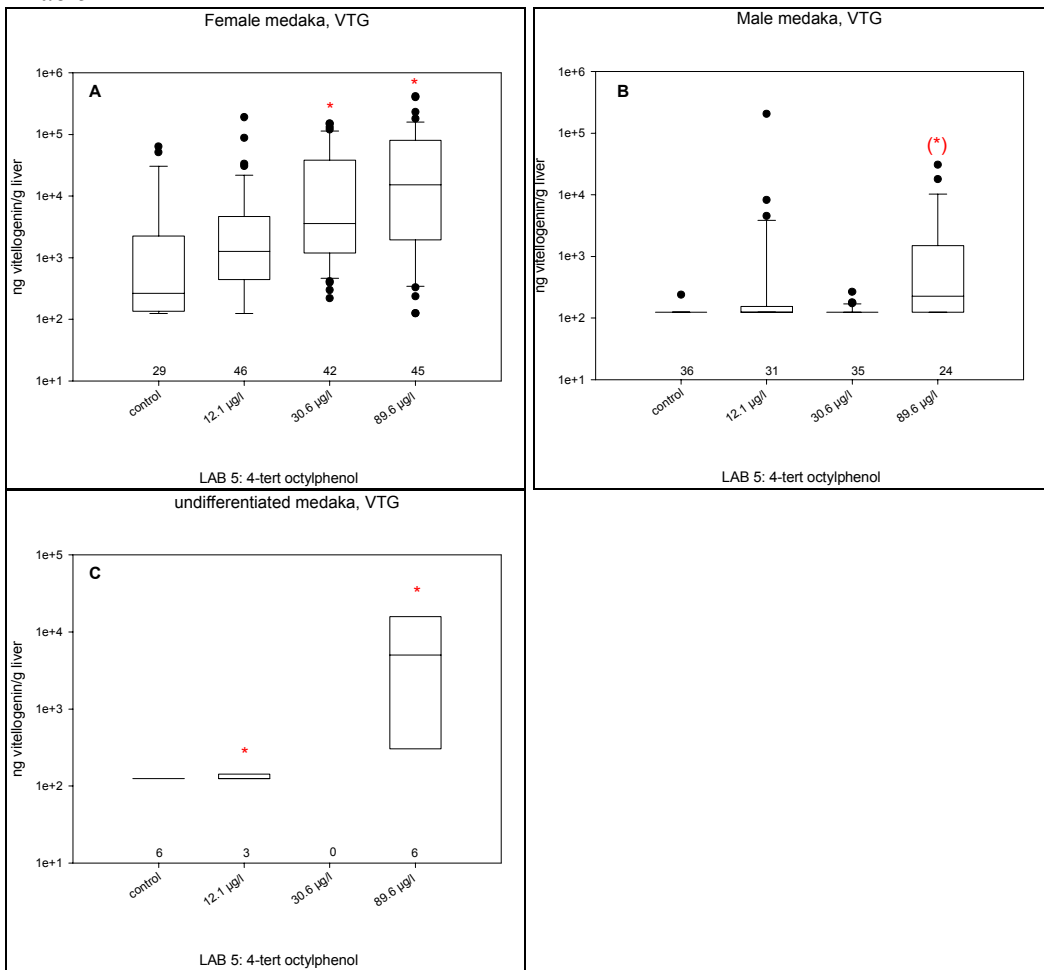 Female medaka, VTG
A
1e+6
1e+5
1e+4
1e+3
1e+2
1e+1
ng vitellogenin/g liver
*
*
29 46 42 45
control 12.1 µg/l 30.6 µg/l 89.6 µg/l
LAB 5: 4-tert octylphenol
Male medaka, VTG
B
1e+6
1e+5
1e+4
1e+3
1e+2
1e+1
ng vitellogenin/g liver
(*)
36 31 35 24
control 12.1 µg/l 30.6 µg/l 89.6 µg/l
LAB 5: 4-tert octylphenol
undifferentiated medaka, VTG
C
1e+5
1e+4
1e+3
1e+2
1e+1
ng vitellogenin/g liver
*
*
6 3 0 6
control 12.1 µg/l 30.6 µg/l 89.6 µg/l
LAB 5: 4-tert octylphenol